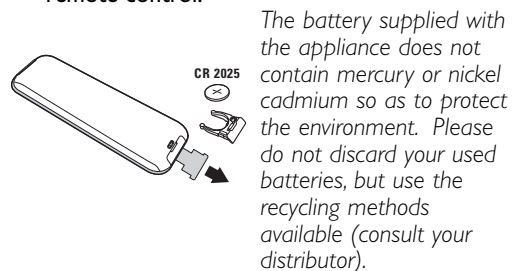 remote control.
CR 2025
The battery supplied with
the appliance does not
contain mercury or nickel
cadmium so as to protect
the environment. Please
do not discard your used
batteries, but use the
recycling methods
available (consult your
distributor).